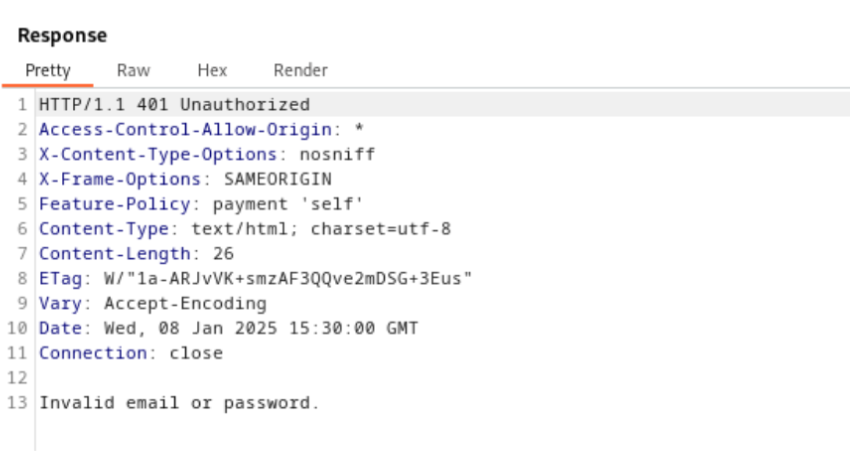 Response
Pretty Raw Hex Render
1 HTTP/1.1 401 Unauthorized
2 Access-Control-Allow-Origin: *
3 X-Content-Type-Options: nosniff
4 X-Frame-Options: SAMEORIGIN
5 Feature-Policy: payment 'self'
6 Content-Type: text/html; charset=utf-8
7 Content-Length: 26
8 ETag: W/"1a-ARJvVK+smzAF3QQve2mDSG+3Eus"
9 Vary: Accept-Encoding
10 Date: Wed, 08 Jan 2025 15:30:00 GMT
11 Connection: close
12
13 Invalid email or password.